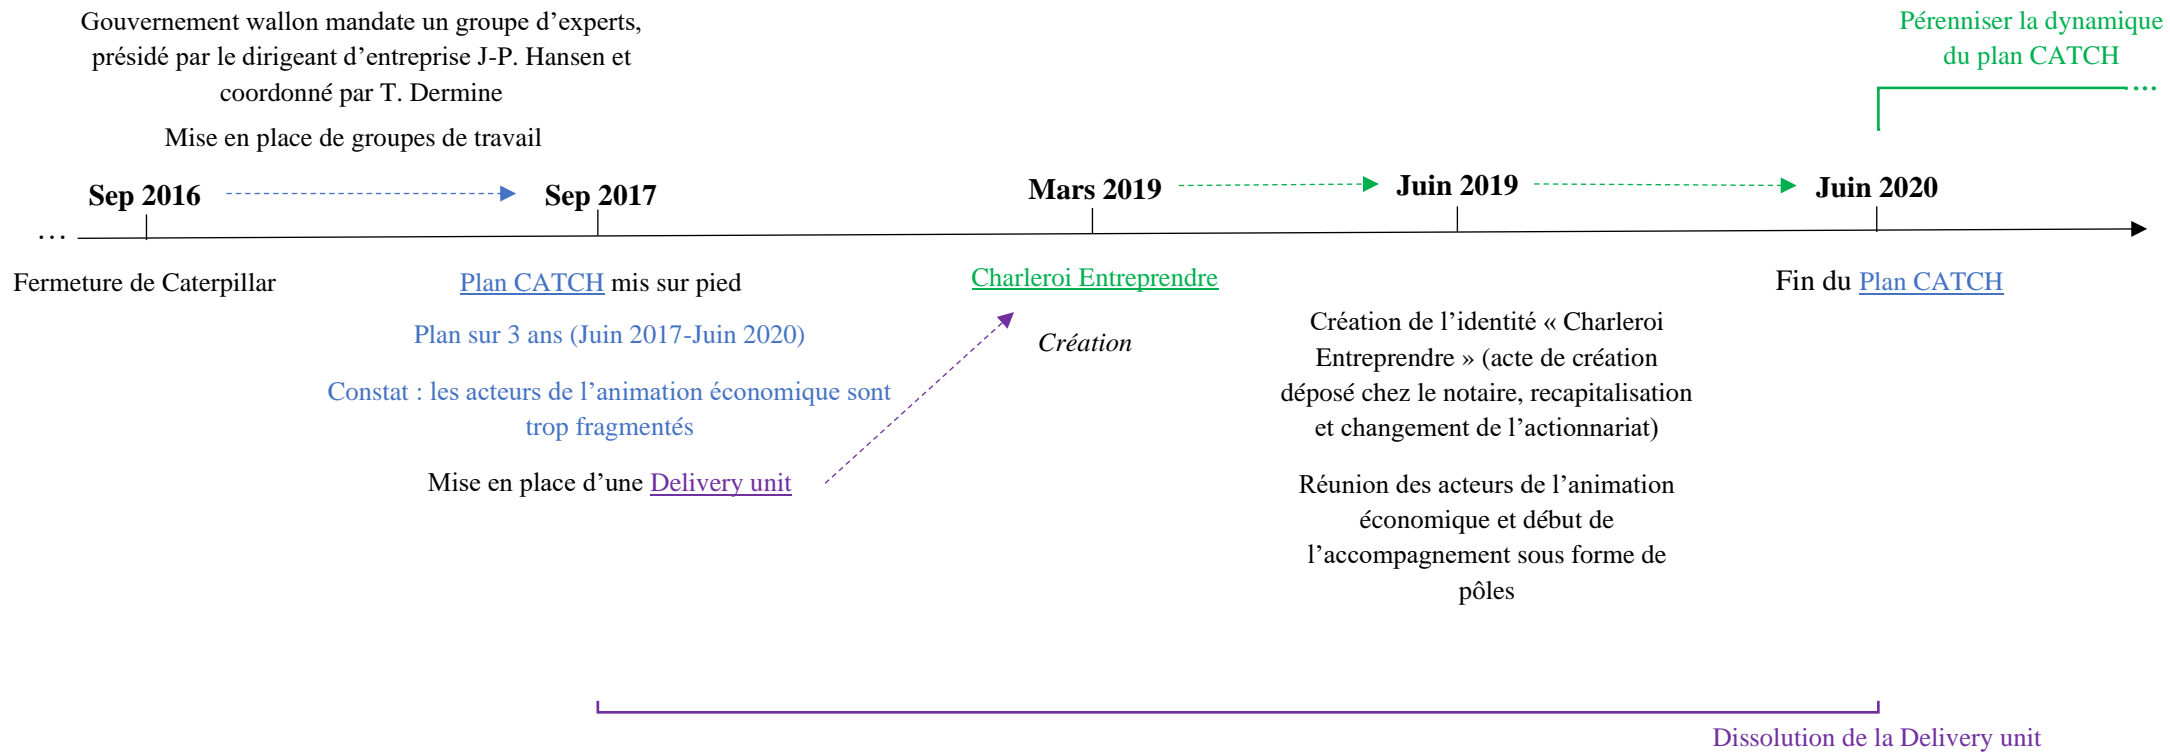 Gouvernement wallon mandate un groupe d’experts,
présidé par le dirigeant d’entreprise J-P. Hansen et
coordonné par T. Dermine
Mise en place de groupes de travail
Pérenniser la dynamique
du plan CATCH
...
Sep 2016
Sep 2017
Mars 2019
Juin 2019
Juin 2020
...
Fermeture de Caterpillar
Plan CATCH mis sur pied
Plan sur 3 ans (Juin 2017-Juin 2020)
Constat : les acteurs de l’animation économique sont
trop fragmentés
Mise en place d’une Delivery unit
Charleroi Entreprendre
Création
Création de l’identité « Charleroi
Entreprendre » (acte de création
déposé chez le notaire, recapitalisation
et changement de l’actionnariat)
Réunion des acteurs de l’animation
économique et début de
l’accompagnement sous forme de
pôles
Fin du Plan CATCH
Dissolution de la Delivery unit